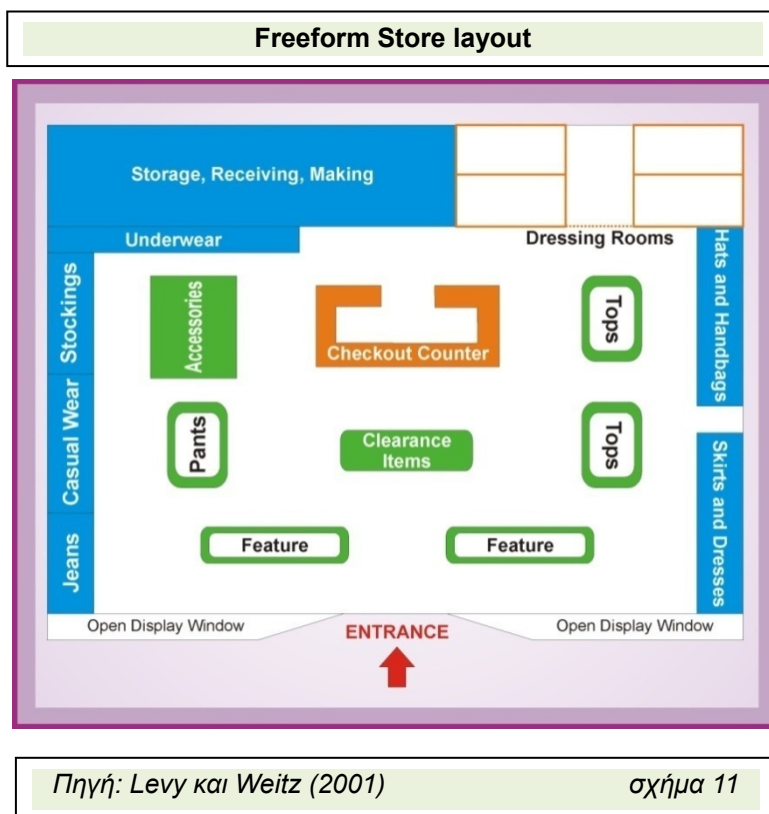 Freeform Store layout
Storage, Receiving, Making
Underwear
Dressing Rooms
Stockings
Accessories
Checkout Counter
Tops
Hats and Handbags
Casual Wear
Pants
Clearance
Items
Tops
Skirts and Dresses
Jeans
Feature
Feature
Open Display Window
ENTRANCE
Open Display Window
Πηγή: Levy και Weitz (2001) σχήμα 11